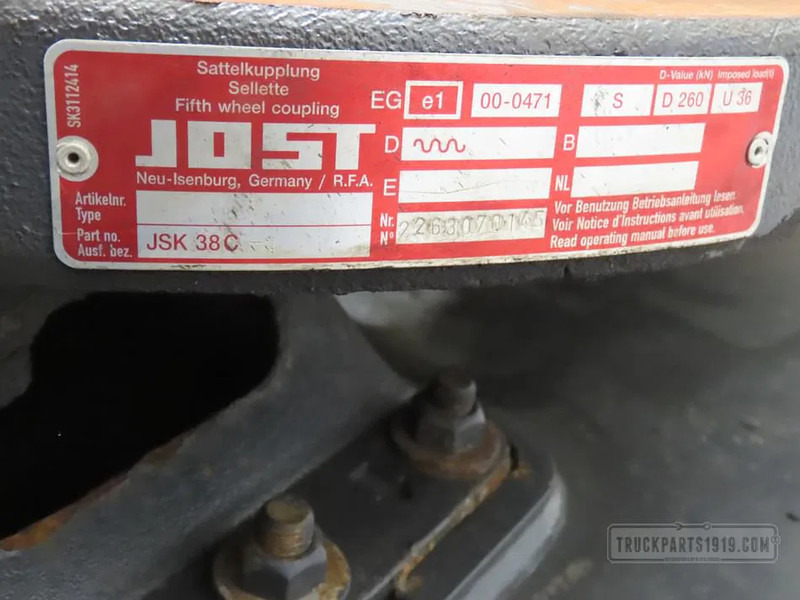 SK3112414
Sattelkupplung
Sellette
Fifth wheel coupling
JOST
Neu-Isenburg, Germany / R.F.A.
Artikelnr.
Type
Part no.
Ausf. bez.
JSK 38 C
EG e1 00-0471
D-Value (kN) Imposed load(t)
S D 260 U 36
D B
E NL
Nr.
N° 2263070145
Vor Benutzung Betriebsanleitung lesen.
Voir Notice d'Instructions avant utilisation.
Read operating manual before use.
TRUCKPARTS1919.COM